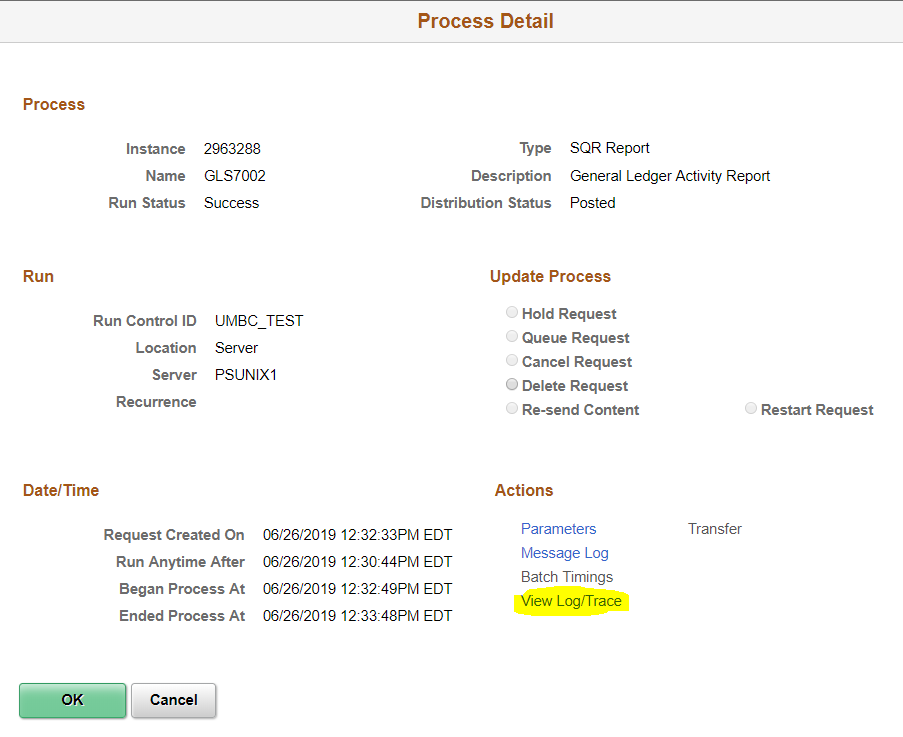 Process Detail
Process
Instance 2963288 Type SQR Report
Name GLS7002 Description General Ledger Activity Report
Run Status Success Distribution Status Posted
Run
Run Control ID UMBC_TEST
Location Server
Server PSUNIX1
Recurrence
Update Process
Hold Request
Queue Request
Cancel Request
Delete Request
Re-send Content Restart Request
Date/Time
Request Created On 06/26/2019 12:32:33PM EDT
Run Anytime After 06/26/2019 12:30:44PM EDT
Began Process At 06/26/2019 12:32:49PM EDT
Ended Process At 06/26/2019 12:33:48PM EDT
Actions
Parameters Transfer
Message Log
Batch Timings
View Log/Trace
OK Cancel